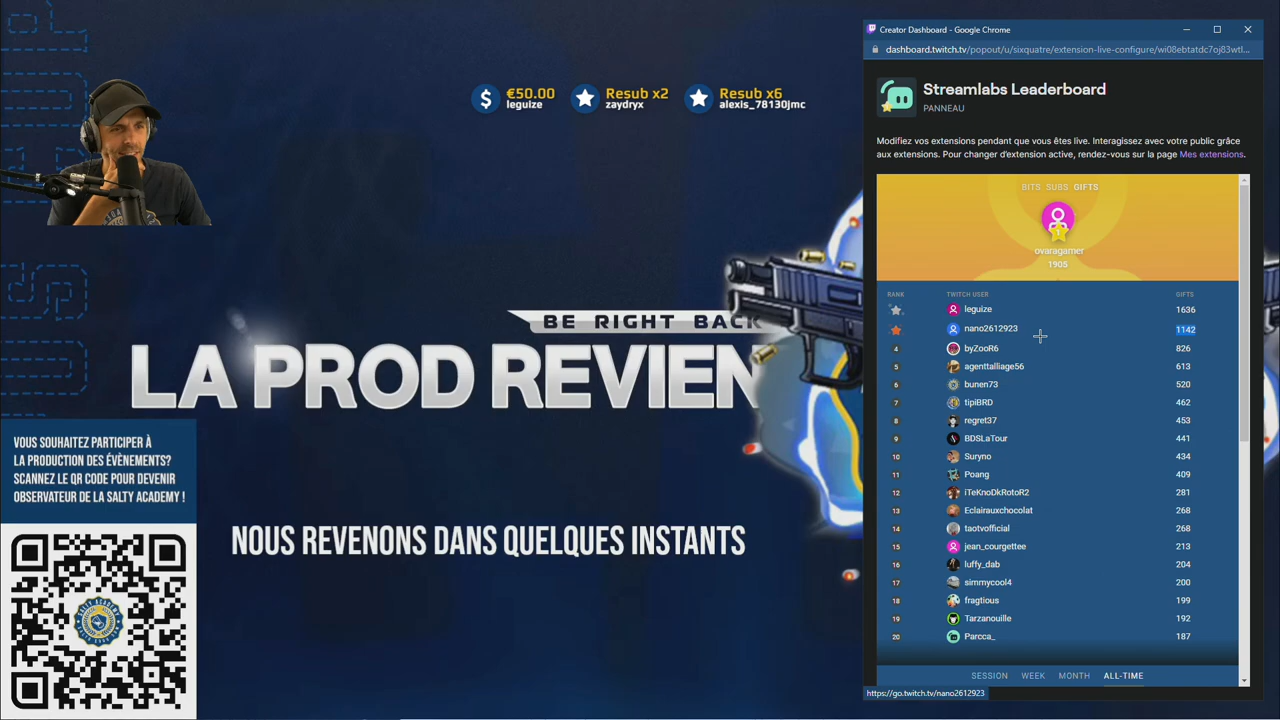 €50.00
leguize
Resub x2
zaydryx
Resub x6
alexis_78130jmc
BE RIGHT BACK
LA PROD REVIEN
NOUS REVENONS DANS QUELQUES INSTANTS
VOUS SOUHAITEZ PARTICIPER À
LA PRODUCTION DES ÉVÈNEMENTS?
SCANNEZ LE QR CODE POUR DEVENIR
OBSERVATEUR DE LA SALTY ACADEMY !
Creator Dashboard - Google Chrome
dashboard.twitch.tv/popout/u/sixquatre/extension-live-configure/wi08ebtatdc7oj83wtl...
Streamlabs Leaderboard
PANNEAU
Modifiez vos extensions pendant que vous êtes live. Interagissez avec votre public grâce
aux extensions. Pour changer d'extension active, rendez-vous sur la page Mes extensions.
BITS SUBS GIFTS
1
ovaragamer
1905
RANK TWITCH USER GIFTS
leguize 1636
nano2612923 1142
4 byZooR6 826
5 agenttalliage56 613
6 bunen73 520
7 tipiBRD 462
8 regret37 453
9 BDSLaTour 441
10 Suryno 434
11 Poang 409
12 iTeKnoDkRotoR2 281
13 Eclairauxchocolat 268
14 taotvofficial 268
15 jean_courgettee 213
16 luffy_dab 204
17 simmycool4 200
18 fragtious 199
19 Tarzanouille 192
20 Parcca_ 187
SESSION WEEK MONTH ALL-TIME
https://go.twitch.tv/nano2612923